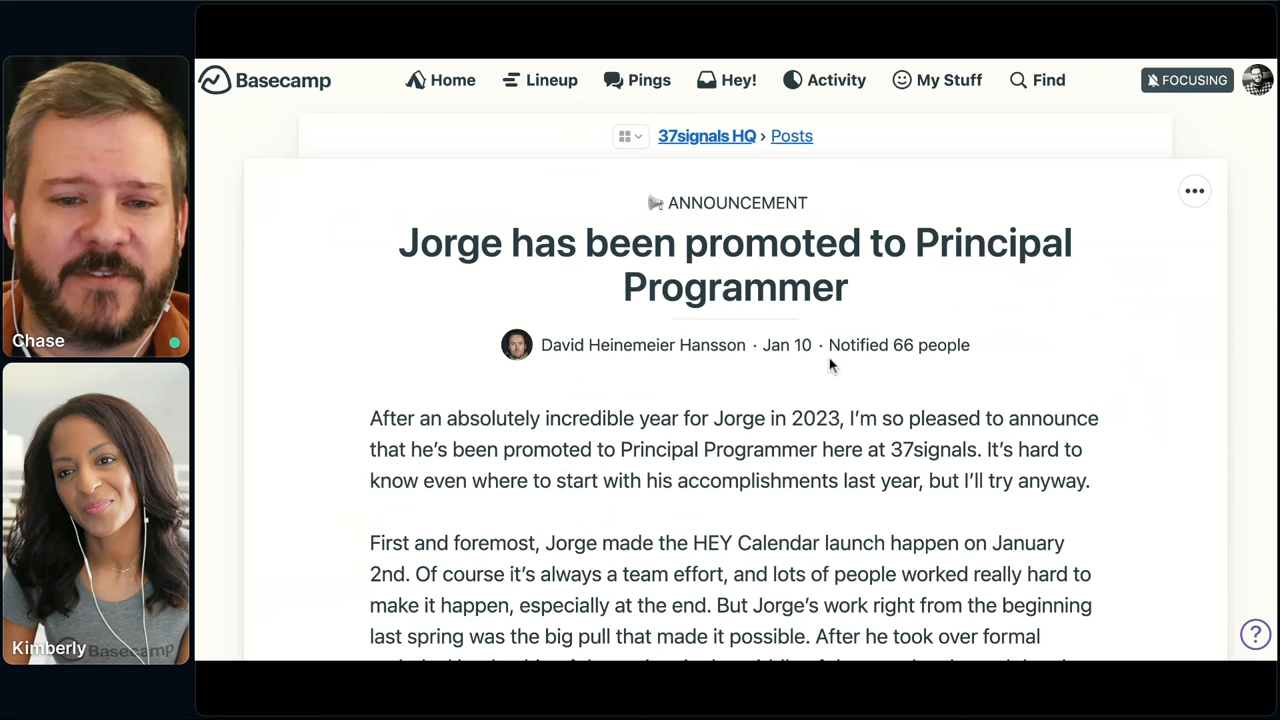 Basecamp
Home
Lineup
Pings
Hey!
Activity
My Stuff
Find
FOCUSING
37signals HQ › Posts
ANNOUNCEMENT
Jorge has been promoted to Principal
Programmer
David Heinemeier Hansson · Jan 10 · Notified 66 people
After an absolutely incredible year for Jorge in 2023, I’m so pleased to announce
that he’s been promoted to Principal Programmer here at 37signals. It’s hard to
know even where to start with his accomplishments last year, but I’ll try anyway.
First and foremost, Jorge made the HEY Calendar launch happen on January
2nd. Of course it’s always a team effort, and lots of people worked really hard to
make it happen, especially at the end. But Jorge’s work right from the beginning
last spring was the big pull that made it possible. After he took over formal
?
Chase
Kimberly
Basecamp